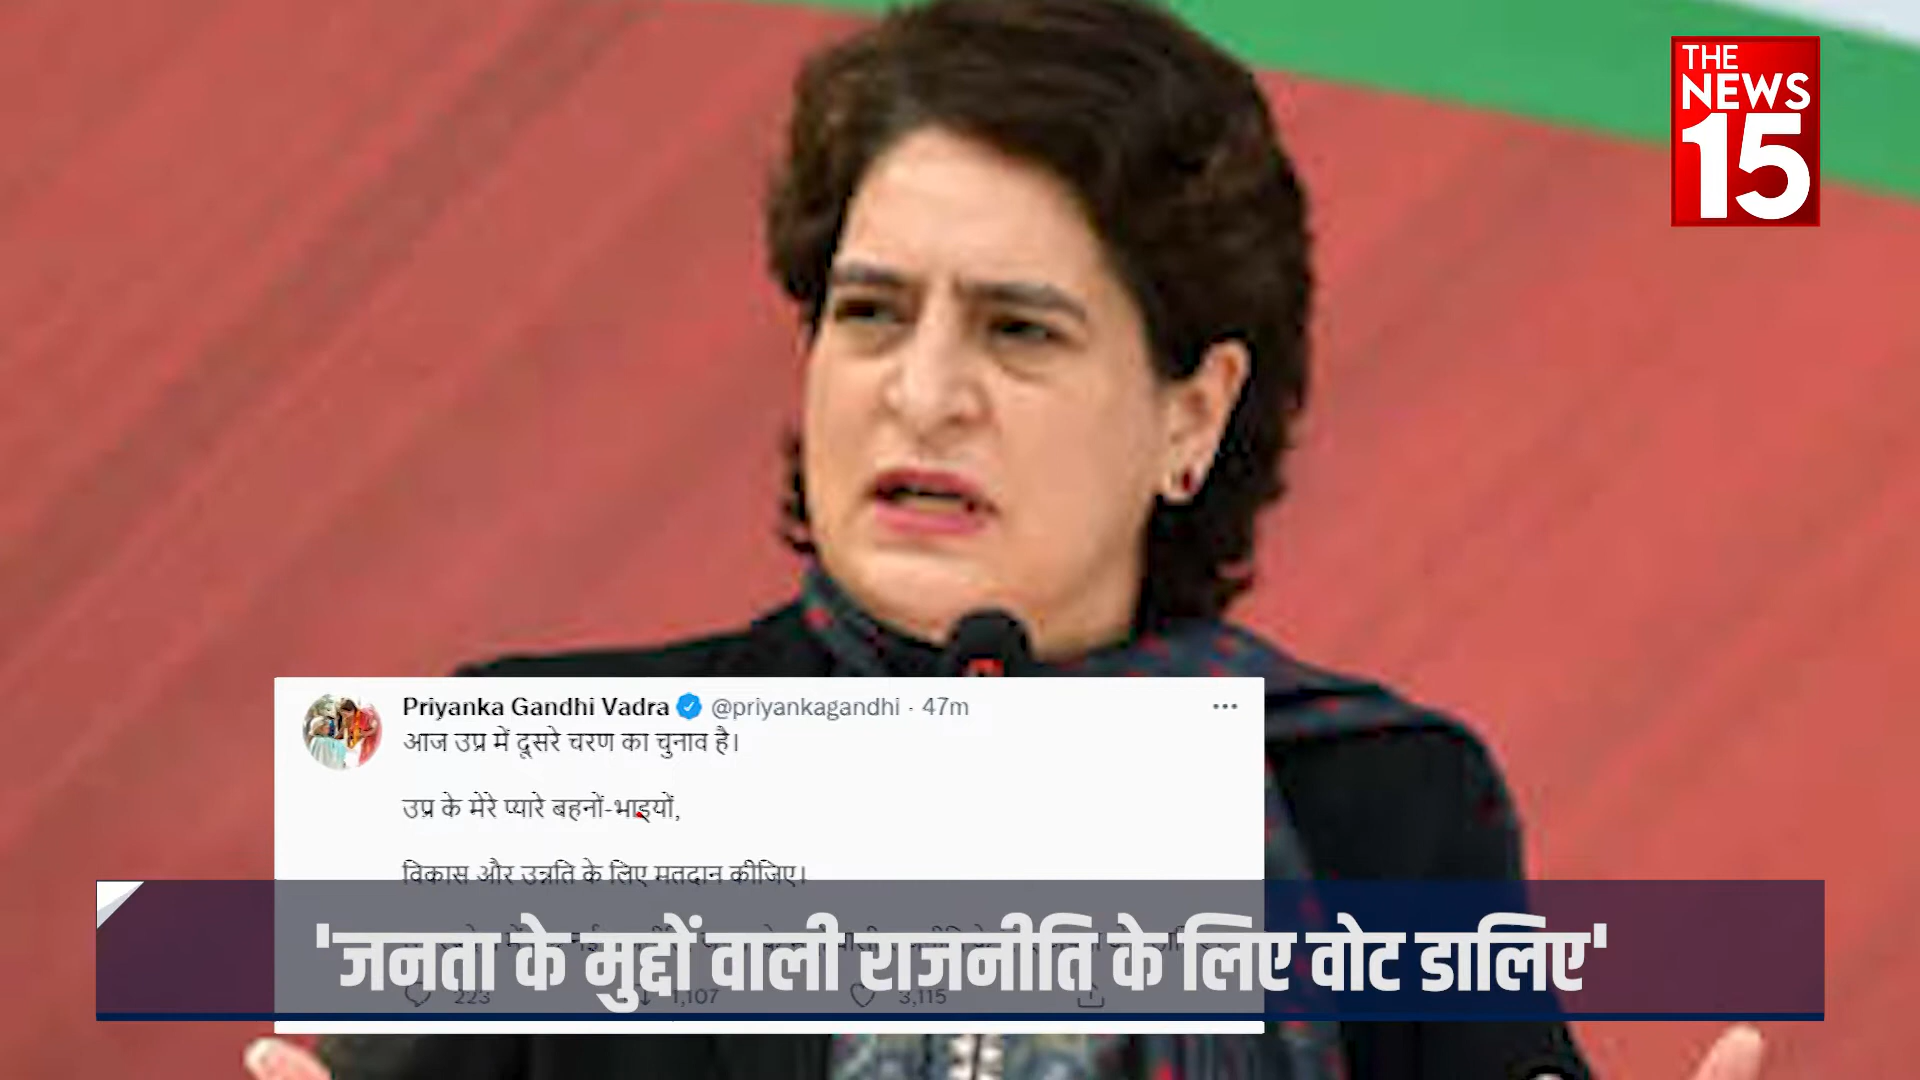 THE
NEWS
15
Priyanka Gandhi Vadra @priyankagandhi · 47m
आज उप्र में दूसरे चरण का चुनाव है।
उप्र के मेरे प्यारे बहनों-भाइयों,
विकास और उन्नति के लिए मतदान कीजिए।
'जनता के मुद्दों वाली राजनीति के लिए वोट डालिए'
223 1,107 3,115